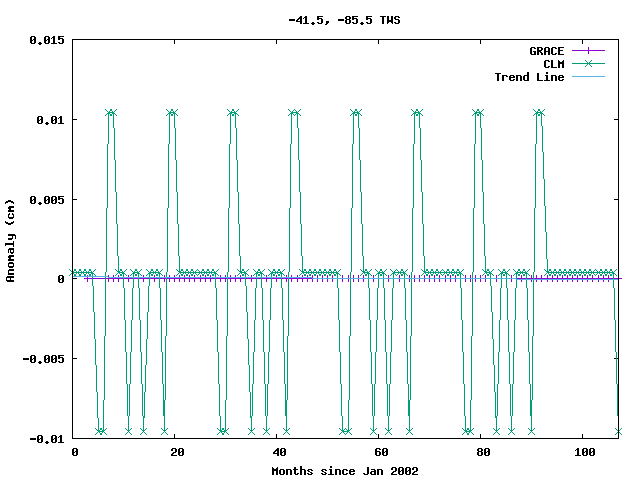 -41.5, -85.5 TWS
GRACE
CLM
Trend Line
0.015
0.01
0.005
0
-0.005
-0.01
Anomaly (cm)
0 20 40 60 80 100
Months since Jan 2002